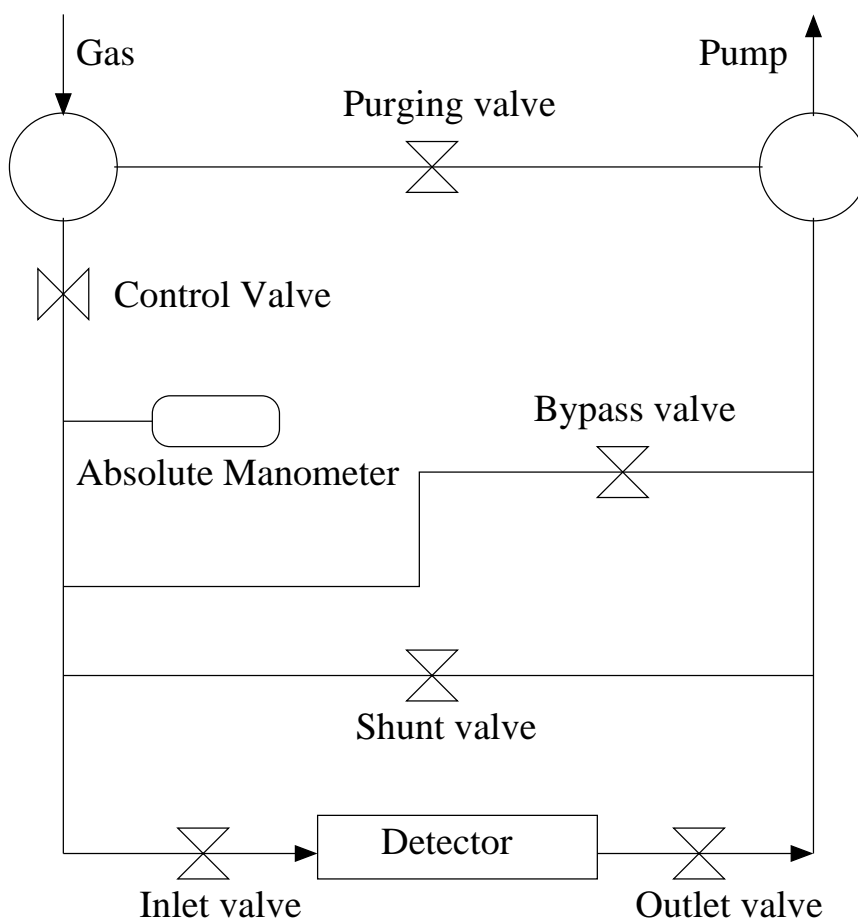 Gas
Pump
Purging valve
Control Valve
Bypass valve
Absolute Manometer
Shunt valve
Detector
Inlet valve
Outlet valve